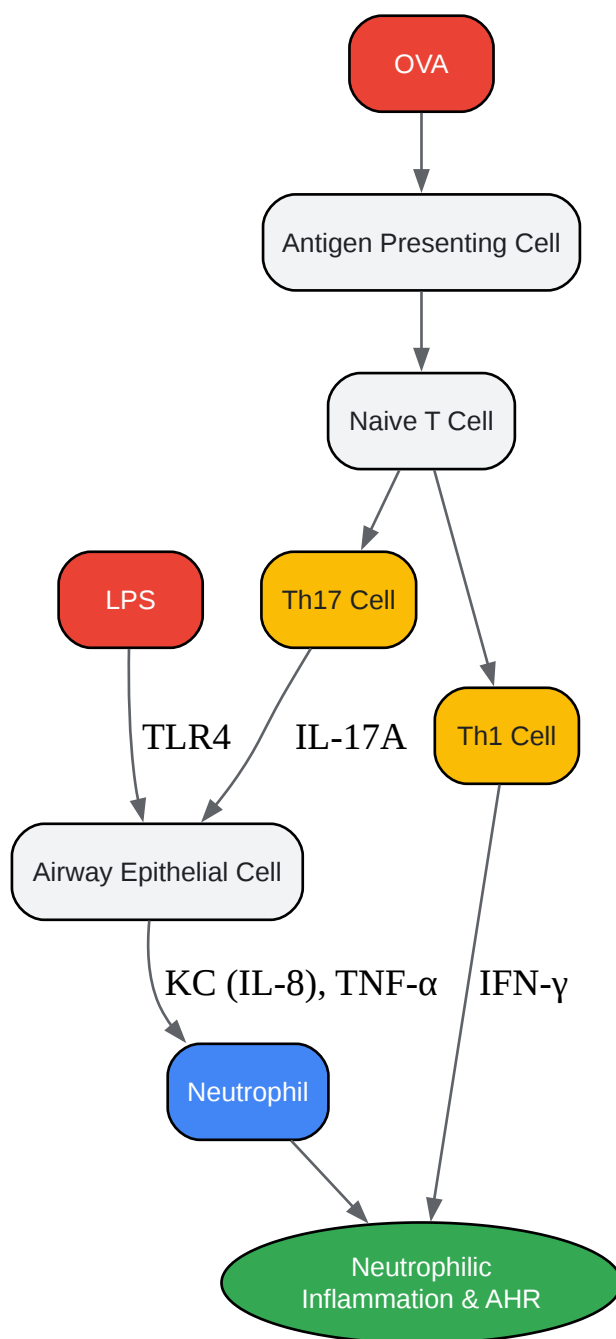 OVA
Antigen Presenting Cell
Naive T Cell
LPS
Th17 Cell
TLR4
IL-17A
Th1 Cell
Airway Epithelial Cell
KC (IL-8), TNF-α
IFN-γ
Neutrophil
Neutrophilic
Inflammation & AHR